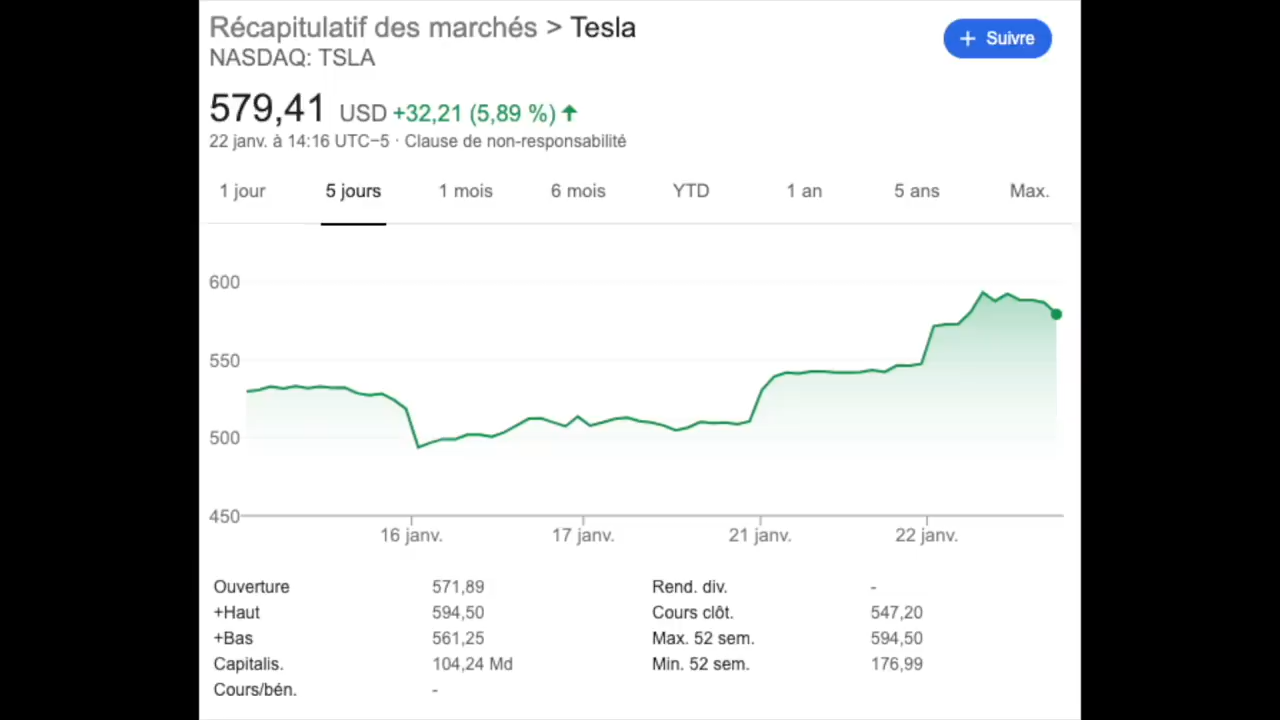 Récapitulatif des marchés > Tesla
NASDAQ: TSLA
+ Suivre
579,41 USD +32,21 (5,89 %) ↑
22 janv. à 14:16 UTC−5 · Clause de non-responsabilité
1 jour 5 jours 1 mois 6 mois YTD 1 an 5 ans Max.
600
550
500
450
16 janv. 17 janv. 21 janv. 22 janv.
Ouverture 571,89 Rend. div. -
+Haut 594,50 Cours clôt. 547,20
+Bas 561,25 Max. 52 sem. 594,50
Capitalis. 104,24 Md Min. 52 sem. 176,99
Cours/bén. -